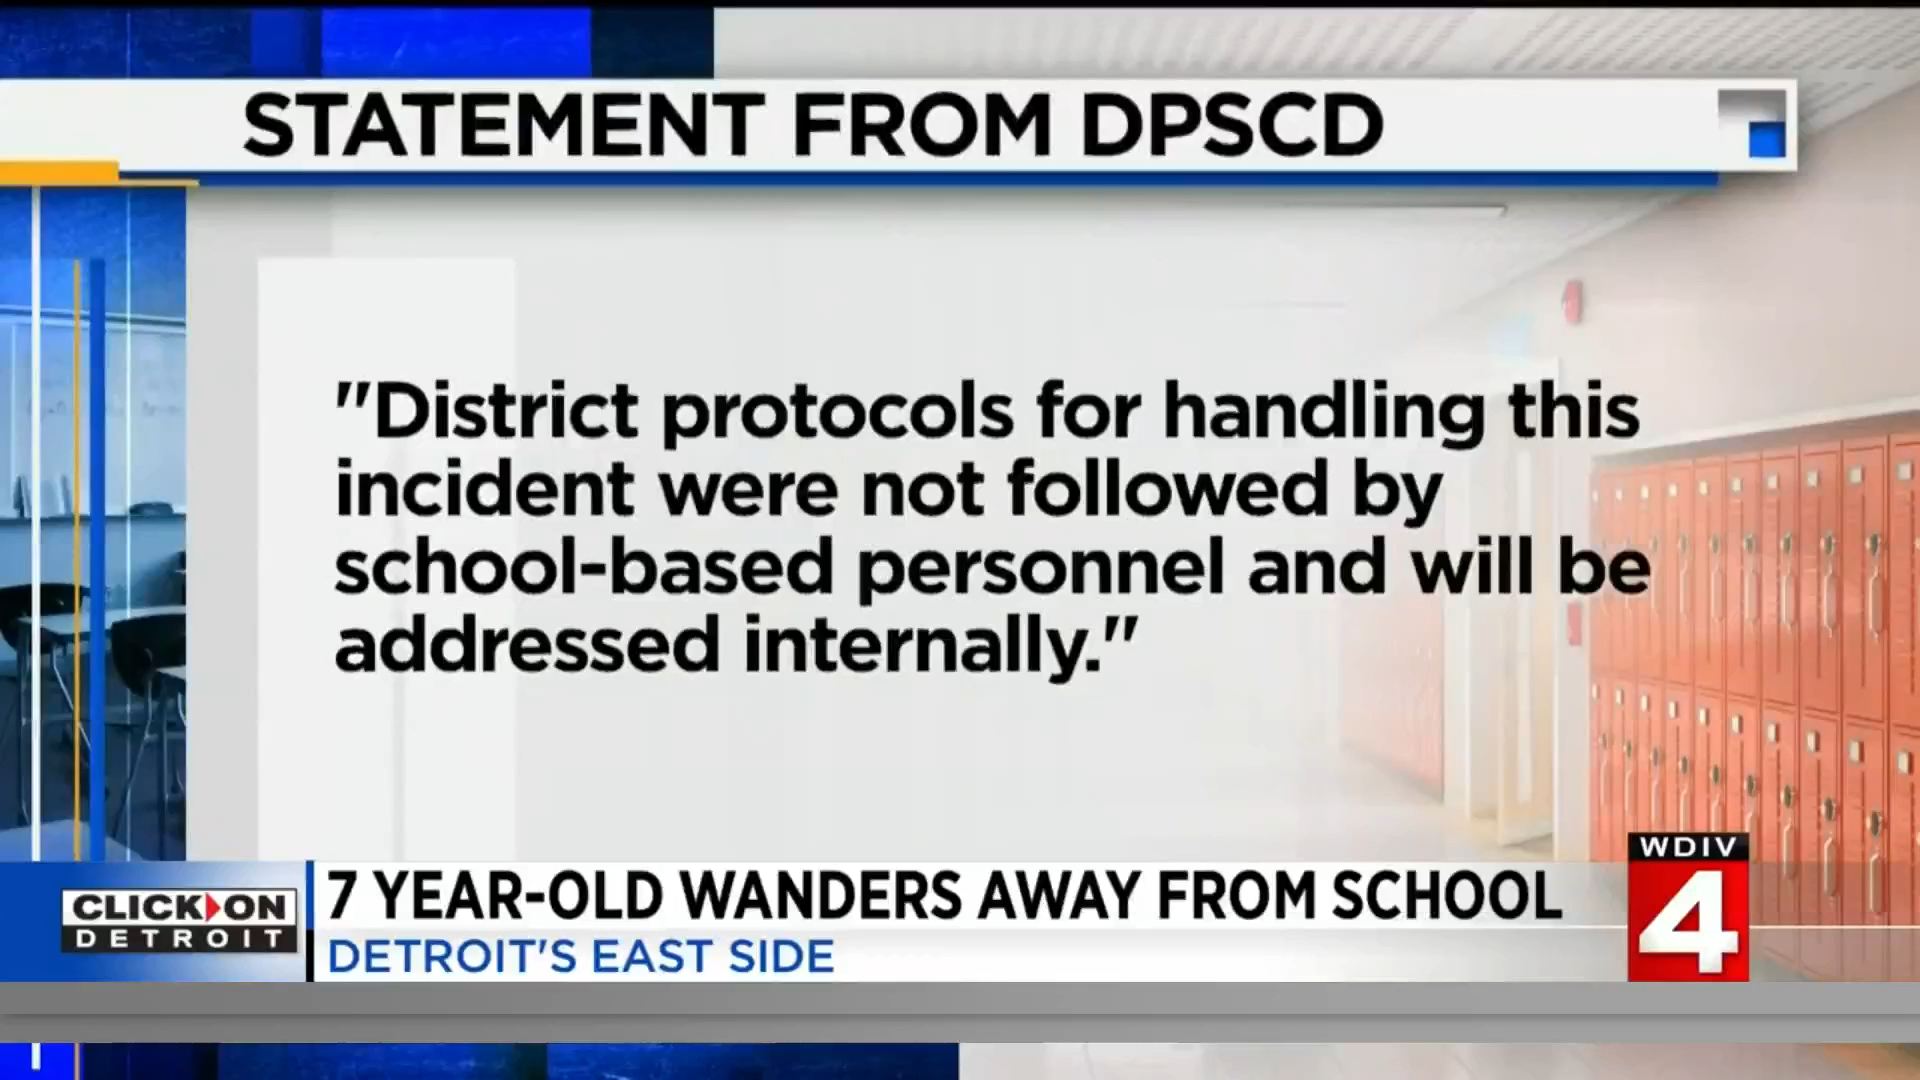 STATEMENT FROM DPSCD
"District protocols for handling this
incident were not followed by
school-based personnel and will be
addressed internally."
WDIV
4
CLICK ON
DETROIT
7 YEAR-OLD WANDERS AWAY FROM SCHOOL
DETROIT'S EAST SIDE